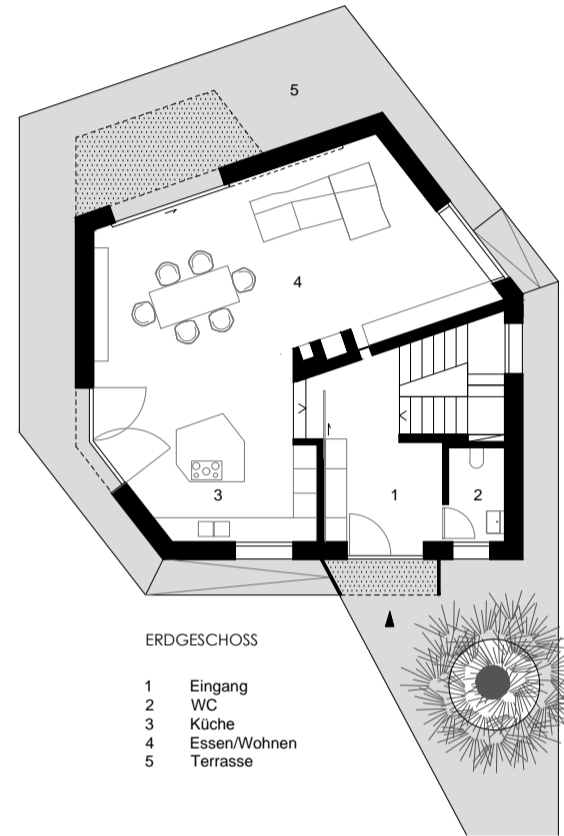 5
4
3
1
2
ERDGESCHOSS
1 Eingang
2 WC
3 Küche
4 Essen/Wohnen
5 Terrasse